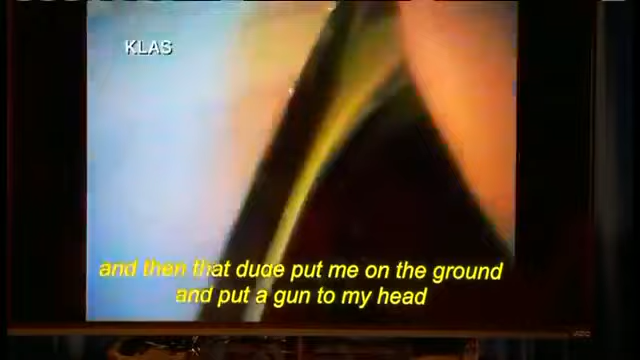 KLAS
and then that dude put me on the ground
and put a gun to my head